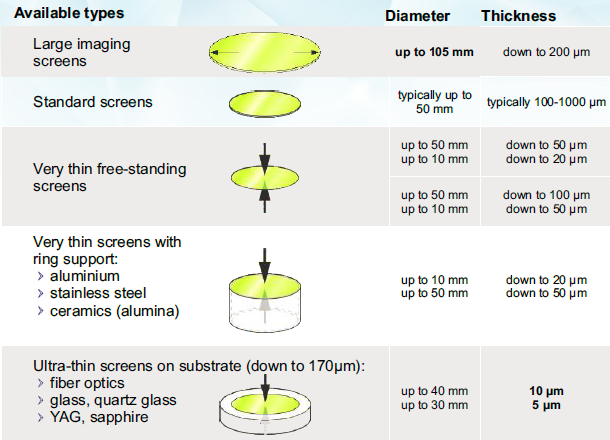 Available types Diameter Thickness
Large imaging screens up to 105 mm down to 200 µm
Standard screens typically up to 50 mm typically 100-1000 µm
Very thin free-standing screens
up to 50 mm down to 50 µm
up to 10 mm down to 20 µm
up to 50 mm down to 100 µm
up to 10 mm down to 50 µm
Very thin screens with
ring support:
> aluminium
> stainless steel
> ceramics (alumina)
up to 10 mm down to 20 µm
up to 50 mm down to 50 µm
Ultra-thin screens on substrate (down to 170µm):
> fiber optics
> glass, quartz glass
> YAG, sapphire
up to 40 mm 10 µm
up to 30 mm 5 µm